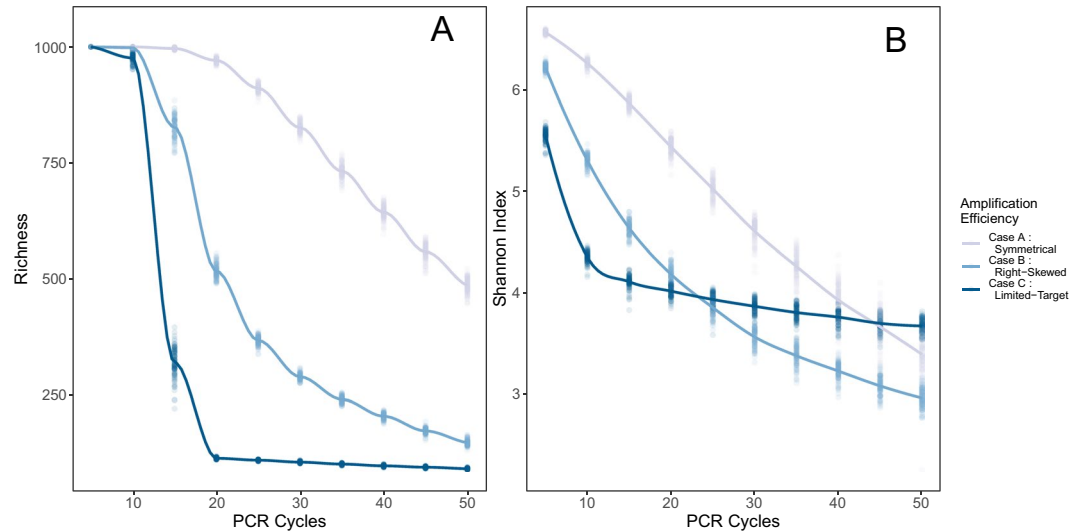 A
B
1000
750
500
250
Richness
10
20
30
40
50
PCR Cycles
6
5
4
3
Shannon Index
10
20
30
40
50
PCR Cycles
Amplification
Efficiency
Case A :
Symmetrical
Case B :
Right−Skewed
Case C :
Limited−Target